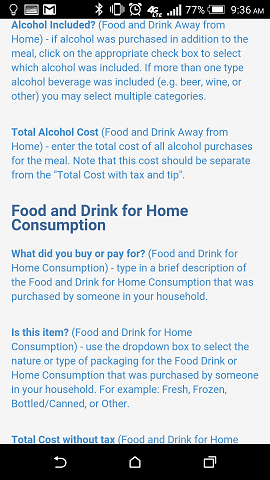 77% 9:36 AM
Alcohol Included? (Food and Drink Away from
Home) - if alcohol was purchased in addition to the
meal, click on the appropriate check box to select
which alcohol was included. If more than one type
alcohol beverage was included (e.g. beer, wine, or
other) you may select multiple categories.
Total Alcohol Cost (Food and Drink Away from
Home) - enter the total cost of all alcohol purchases
for the meal. Note that this cost should be separate
from the "Total Cost with tax and tip".
Food and Drink for Home
Consumption
What did you buy or pay for? (Food and Drink for
Home Consumption) - type in a brief description of
the Food and Drink for Home Consumption that was
purchased by someone in your household.
Is this item? (Food and Drink for Home
Consumption) - use the dropdown box to select the
nature or type of packaging for the Food Drink or
Home Consumption that was purchased by someone
in your household. For example: Fresh, Frozen,
Bottled/Canned, or Other.
Total Cost without tax (Food and Drink for Home